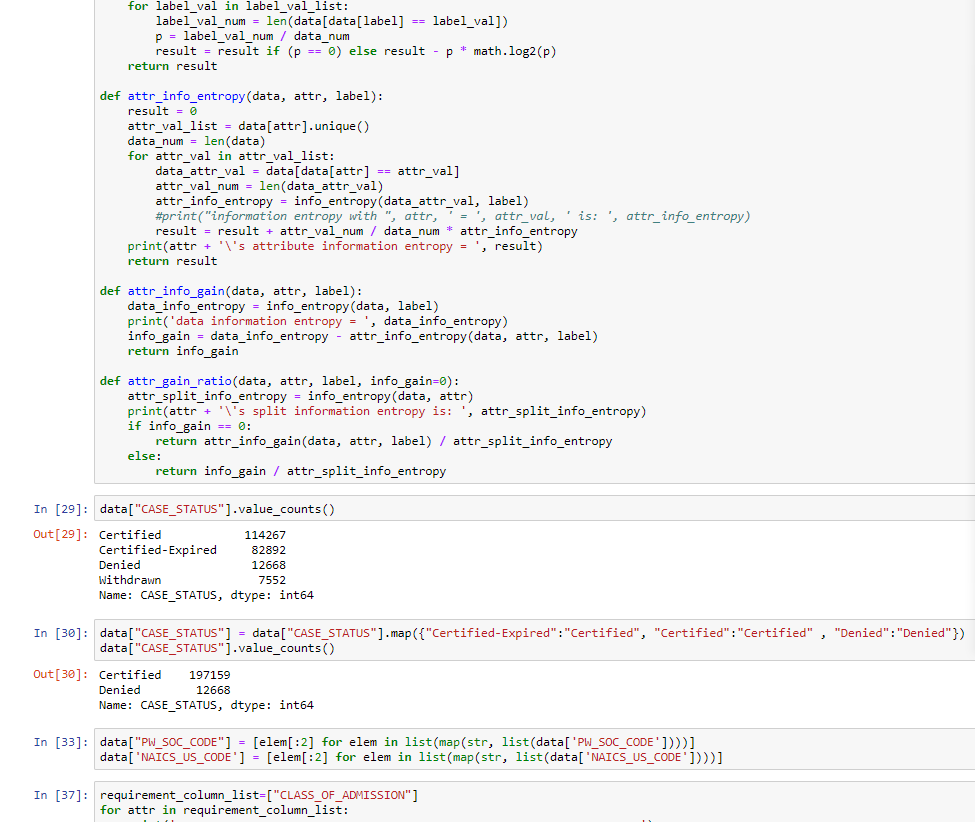 for label_val in label_val_list:
        label_val_num = len(data[data[label] == label_val])
        p = label_val_num / data_num
        result = result if (p == 0) else result - p * math.log2(p)
    return result

def attr_info_entropy(data, attr, label):
    result = 0
    attr_val_list = data[attr].unique()
    data_num = len(data)
    for attr_val in attr_val_list:
        data_attr_val = data[data[attr] == attr_val]
        attr_val_num = len(data_attr_val)
        attr_info_entropy = info_entropy(data_attr_val, label)
        #print("information entropy with ", attr, ' = ', attr_val, ' is: ', attr_info_entropy)
        result = result + attr_val_num / data_num * attr_info_entropy
    print(attr + '\'s attribute information entropy = ', result)
    return result

def attr_info_gain(data, attr, label):
    data_info_entropy = info_entropy(data, label)
    print('data information entropy = ', data_info_entropy)
    info_gain = data_info_entropy - attr_info_entropy(data, attr, label)
    return info_gain

def attr_gain_ratio(data, attr, label, info_gain=0):
    attr_split_info_entropy = info_entropy(data, attr)
    print(attr + '\'s split information entropy is: ', attr_split_info_entropy)
    if info_gain == 0:
        return attr_info_gain(data, attr, label) / attr_split_info_entropy
    else:
        return info_gain / attr_split_info_entropy

In [29]: data["CASE_STATUS"].value_counts()
Out[29]: Certified            114267
Certified-Expired     82892
Denied                12668
Withdrawn              7552
Name: CASE_STATUS, dtype: int64

In [30]: data["CASE_STATUS"] = data["CASE_STATUS"].map({"Certified-Expired":"Certified", "Certified":"Certified" , "Denied":"Denied"})
data["CASE_STATUS"].value_counts()
Out[30]: Certified    197159
Denied        12668
Name: CASE_STATUS, dtype: int64

In [33]: data["PW_SOC_CODE"] = [elem[:2] for elem in list(map(str, list(data['PW_SOC_CODE'])))]
data['NAICS_US_CODE'] = [elem[:2] for elem in list(map(str, list(data['NAICS_US_CODE'])))]

In [37]: requirement_column_list=["CLASS_OF_ADMISSION"]
for attr in requirement_column_list: